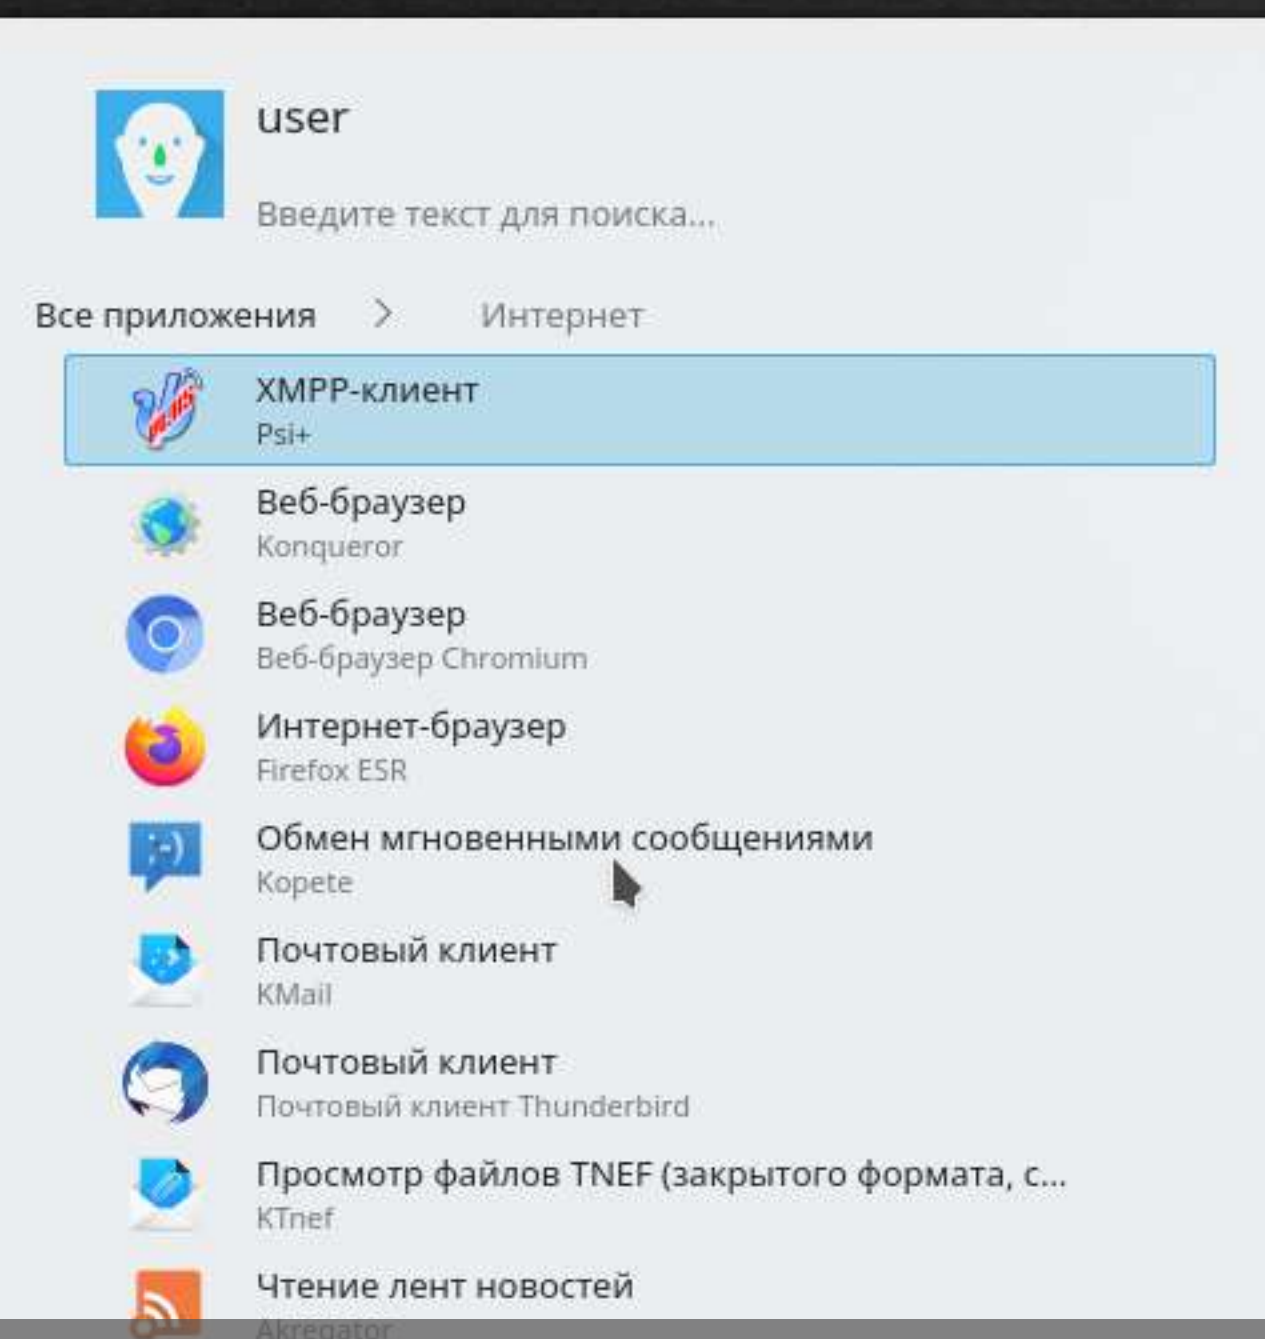 user
Введите текст для поиска...
Все приложения > Интернет
XMPP-клиент
Psi+
Веб-браузер
Konqueror
Веб-браузер
Веб-браузер Chromium
Интернет-браузер
Firefox ESR
Обмен мгновенными сообщениями
Kopete
Почтовый клиент
KMail
Почтовый клиент
Почтовый клиент Thunderbird
Просмотр файлов TNEF (закрытого формата, с...
KTnef
Чтение лент новостей
Akregator